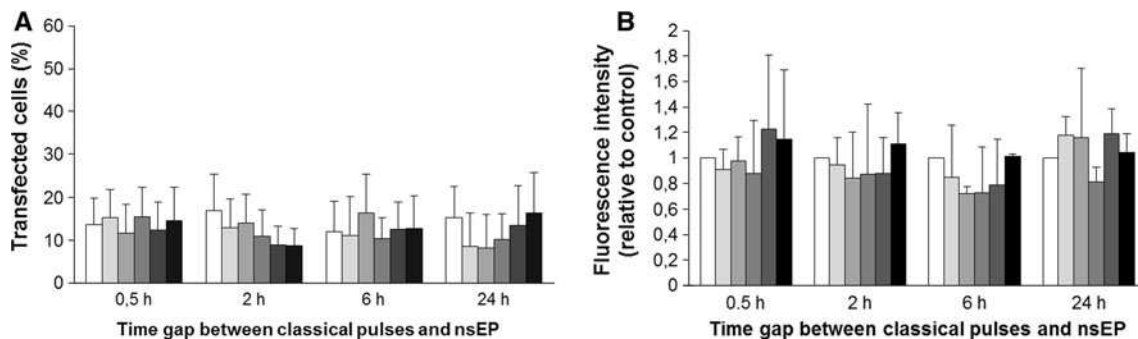 A
Transfected cells (%)
60
50
40
30
20
10
0
0,5 h 2 h 6 h 24 h
Time gap between classical pulses and nsEP
B
Fluorescence intensity
(relative to control)
2
1,8
1,6
1,4
1,2
1
0,8
0,6
0,4
0,2
0
0.5 h 2 h 6 h 24 h
Time gap between classical pulses and nsEP